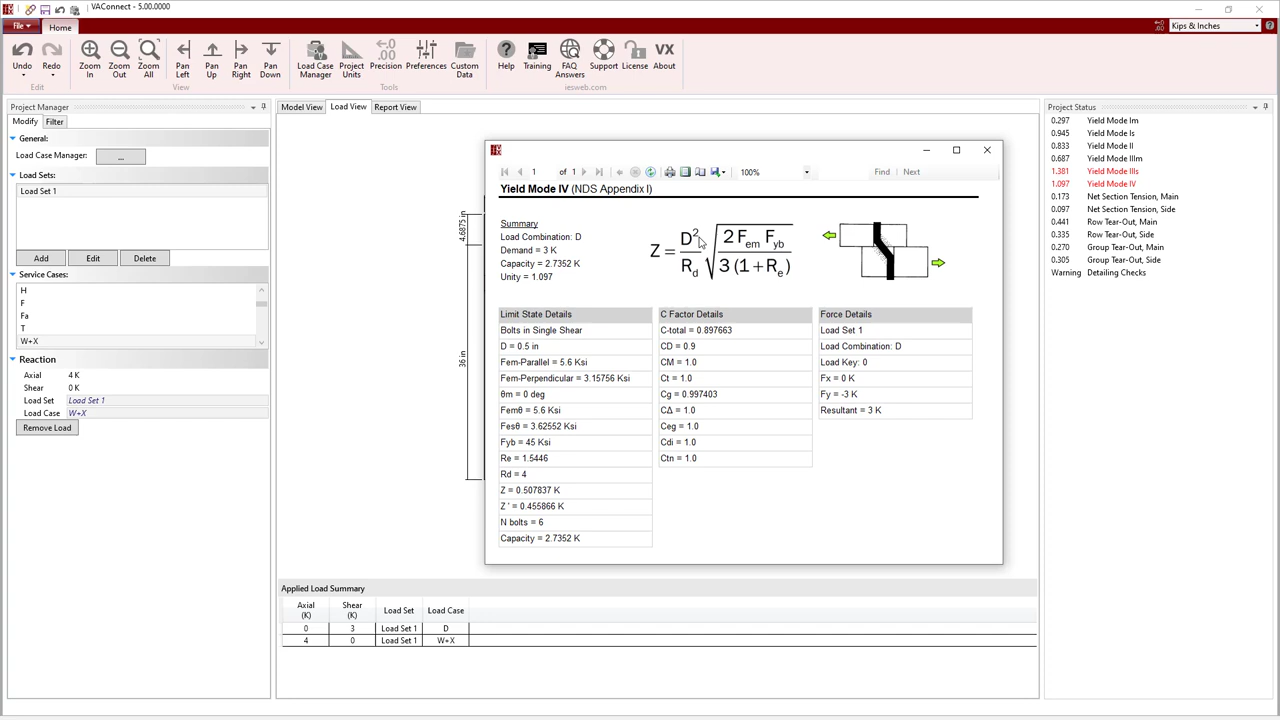 VAConnect - 5.00.0000
File
Home
Kips & Inches
Undo
Redo
Zoom In
Zoom Out
Zoom All
Pan Left
Pan Up
Pan Right
Pan Down
Load Case Manager
Project Units
Precision
Preferences
Custom Data
Help
Training
FAQ Answers
Support
License
VX
About
Edit
View
Tools
iesweb.com
Project Manager
Modify
Filter
General:
Load Case Manager:
...
Load Sets:
Load Set 1
Add
Edit
Delete
Service Cases:
H
F
Fa
T
W+X
Reaction
Axial 4 K
Shear 0 K
Load Set Load Set 1
Load Case W+X
Remove Load
Model View
Load View
Report View
4.6875 in
36 in
1 of 1
100%
Find
Next
Yield Mode IV (NDS Appendix I)
Summary
Load Combination: D
Demand = 3 K
Capacity = 2.7352 K
Unity = 1.097
Z = D² / Rd √ 2 Fem Fyb / 3 (1+Re)
Limit State Details
Bolts in Single Shear
D = 0.5 in
Fem-Parallel = 5.6 Ksi
Fem-Perpendicular = 3.15756 Ksi
θm = 0 deg
Femθ = 5.6 Ksi
Fesθ = 3.62552 Ksi
Fyb = 45 Ksi
Re = 1.5446
Rd = 4
Z = 0.507837 K
Z ' = 0.455866 K
N bolts = 6
Capacity = 2.7352 K
C Factor Details
C-total = 0.897663
CD = 0.9
CM = 1.0
Ct = 1.0
Cg = 0.997403
CΔ = 1.0
Ceg = 1.0
Cdi = 1.0
Ctn = 1.0
Force Details
Load Set 1
Load Combination: D
Load Key: 0
Fx = 0 K
Fy = -3 K
Resultant = 3 K
Applied Load Summary
Axial (K) Shear (K) Load Set Load Case
0 3 Load Set 1 D
4 0 Load Set 1 W+X
Project Status
0.297 Yield Mode Im
0.945 Yield Mode Is
0.833 Yield Mode II
0.687 Yield Mode IIIm
1.381 Yield Mode IIIs
1.097 Yield Mode IV
0.173 Net Section Tension, Main
0.097 Net Section Tension, Side
0.441 Row Tear-Out, Main
0.335 Row Tear-Out, Side
0.270 Group Tear-Out, Main
0.305 Group Tear-Out, Side
Warning Detailing Checks